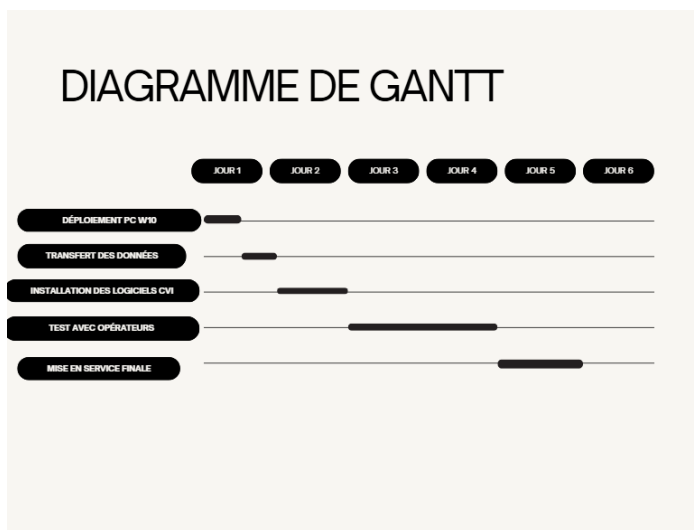 DIAGRAMME DE GANTT
JOUR 1 JOUR 2 JOUR 3 JOUR 4 JOUR 5 JOUR 6
DÉPLOIEMENT PC W10
TRANSFERT DES DONNÉES
INSTALLATION DES LOGICIELS CVI
TEST AVEC OPÉRATEURS
MISE EN SERVICE FINALE